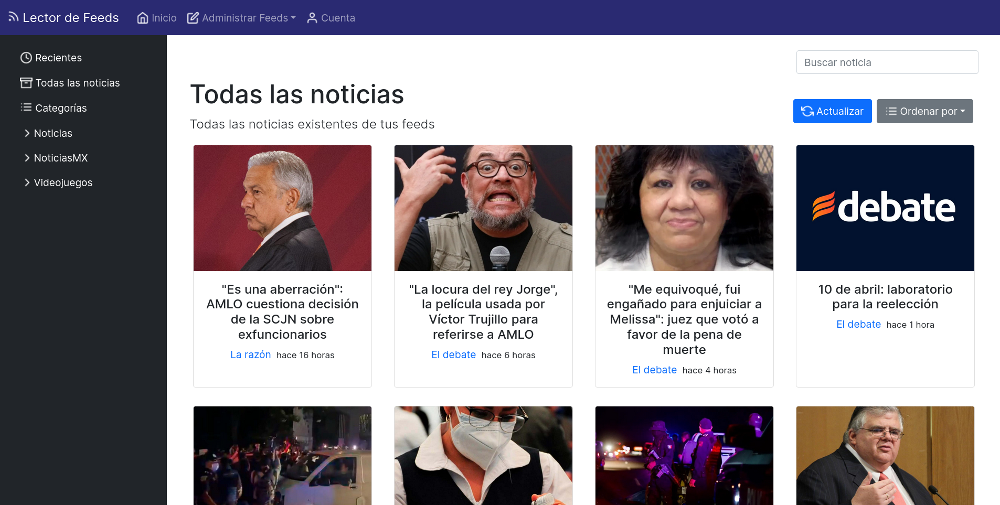 Lector de Feeds
Inicio
Administrar Feeds
Cuenta
Recientes
Todas las noticias
Categorías
Noticias
NoticiasMX
Videojuegos
Buscar noticia
Todas las noticias
Todas las noticias existentes de tus feeds
Actualizar
Ordenar por
"Es una aberración":
AMLO cuestiona decisión
de la SCJN sobre
exfuncionarios
La razón hace 16 horas
"La locura del rey Jorge",
la película usada por
Víctor Trujillo para
referirse a AMLO
El debate hace 6 horas
"Me equivoqué, fui
engañado para enjuiciar a
Melissa": juez que votó a
favor de la pena de
muerte
El debate hace 4 horas
debate
10 de abril: laboratorio
para la reelección
El debate hace 1 hora